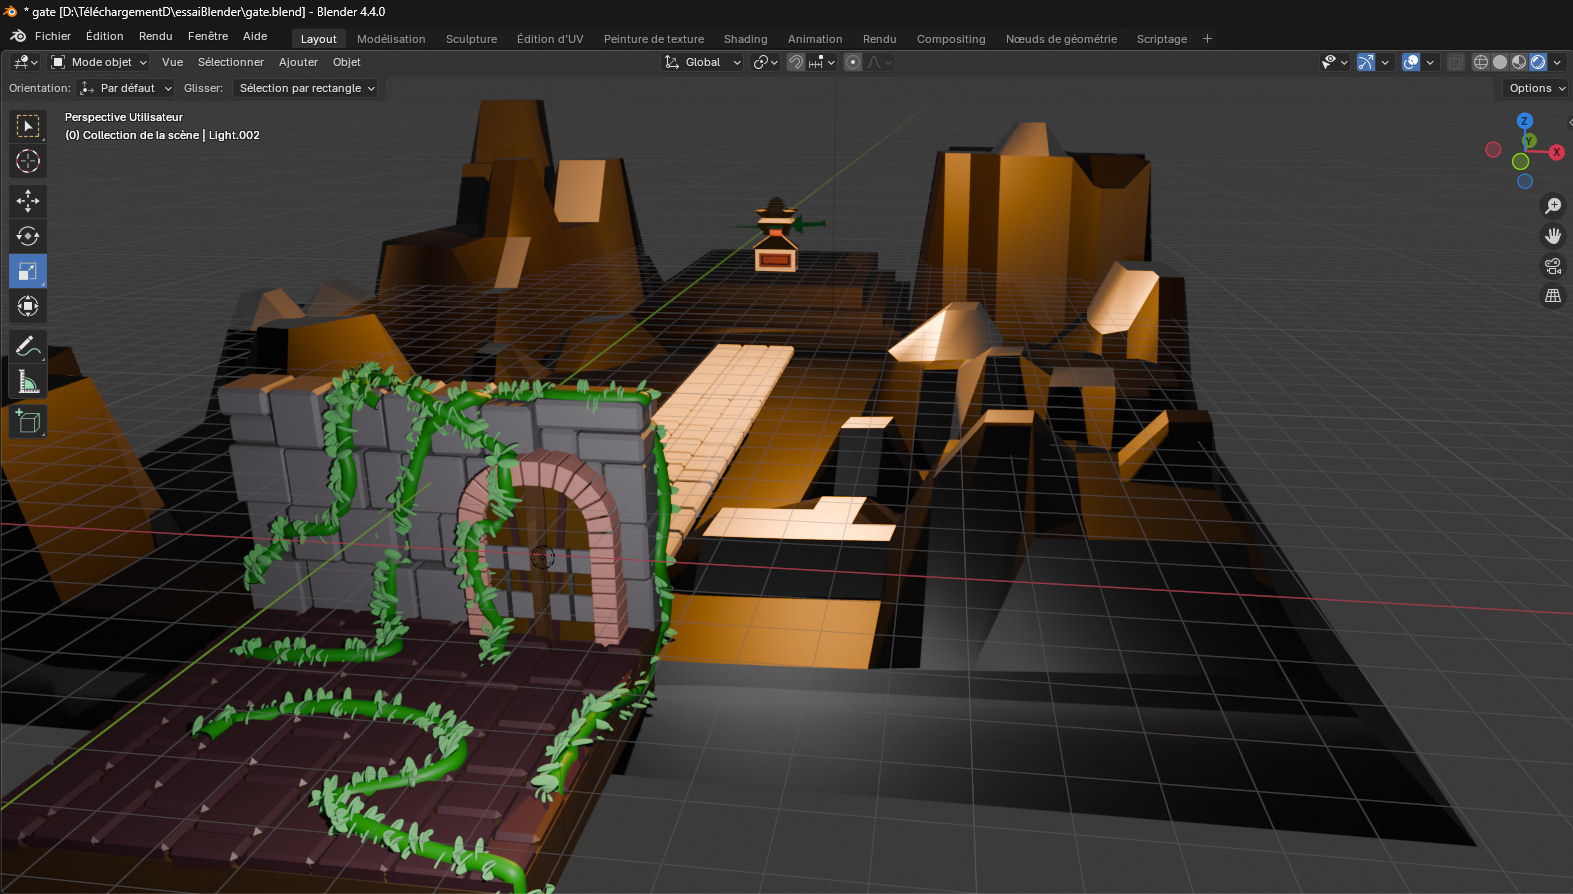 * gate [D:\TéléchargementD\essaiBlender\gate.blend] - Blender 4.4.0
Fichier Édition Rendu Fenêtre Aide Layout Modélisation Sculpture Édition d'UV Peinture de texture Shading Animation Rendu Compositing Nœuds de géométrie Scriptage +
Mode objet Vue Sélectionner Ajouter Objet Global
Orientation: Par défaut Glisser: Sélection par rectangle Options
Perspective Utilisateur
(0) Collection de la scène | Light.002
Z
Y
X